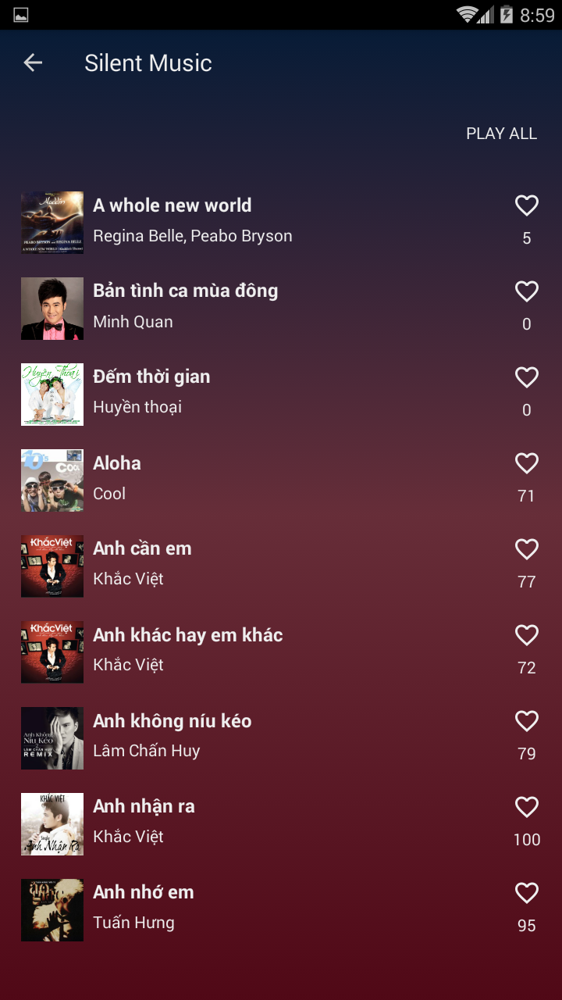 8:59
Silent Music
PLAY ALL
Aladdin
PEABO BRYSON AND REGINA BELLE
A WHOLE NEW WORLD (Aladdin's Theme)
A whole new world
Regina Belle, Peabo Bryson
5
Bản tình ca mùa đông
Minh Quan
0
Huyền Thoại
Đếm thời gian
Huyền thoại
0
COOL
Aloha
Cool
71
KhắcViệt
Anh cần em
Khắc Việt
77
KhắcViệt
Anh khác hay em khác
Khắc Việt
72
Anh Không
Níu Kéo
2
LÂM CHẤN HUY
REMIX
Anh không níu kéo
Lâm Chấn Huy
79
KHẮC VIỆT
Single
Anh Nhận Ra
Anh nhận ra
Khắc Việt
100
Anh nhớ em
Tuấn Hưng
95